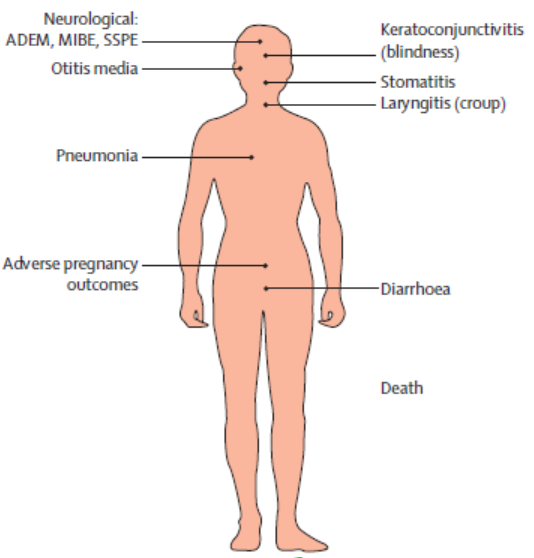 Neurological:
ADEM, MIBE, SSPE
Otitis media
Pneumonia
Adverse pregnancy
outcomes
Keratoconjunctivitis
(blindness)
Stomatitis
Laryngitis (croup)
Diarrhoea
Death